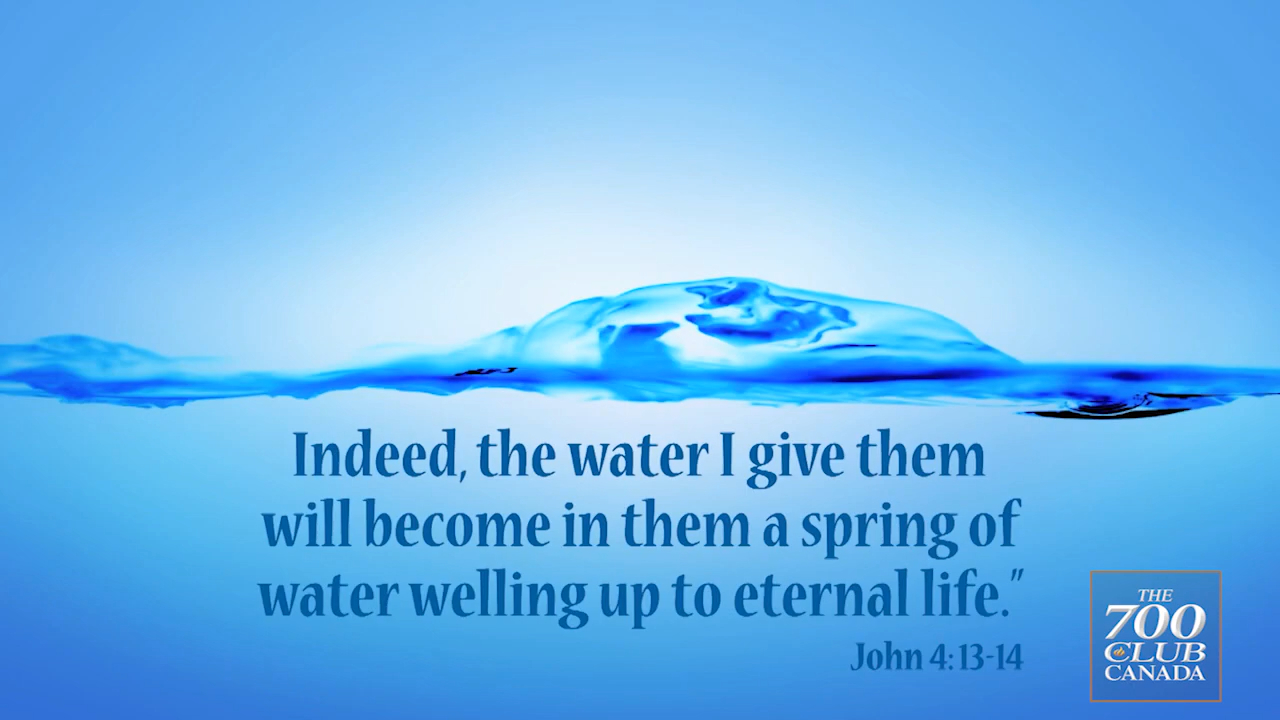 Indeed, the water I give them
will become in them a spring of
water welling up to eternal life.”
John 4:13-14
THE
700
CLUB
CANADA